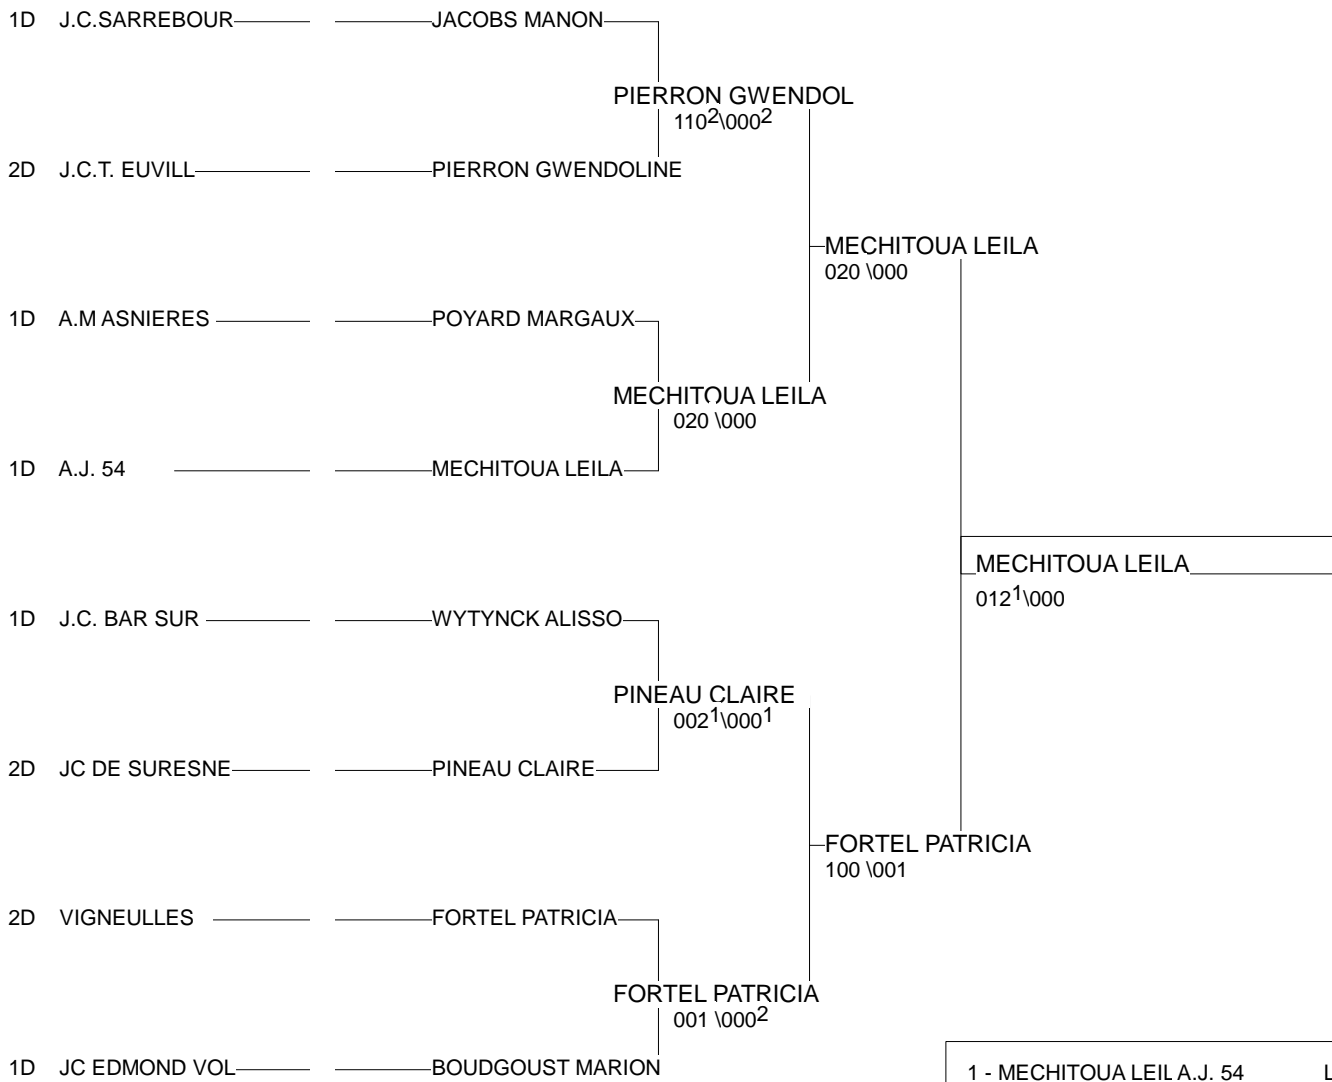 1D J.C.SARREBOUR JACOBS MANON
PIERRON GWENDOL
110²\000²
2D J.C.T. EUVILL PIERRON GWENDOLINE
MECHITOUA LEILA
020 \000
1D A.M ASNIERES POYARD MARGAUX
MECHITOUA LEILA
020 \000
1D A.J. 54 MECHITOUA LEILA
MECHITOUA LEILA
012¹\000
1D J.C. BAR SUR WYTYNCK ALISSO
PINEAU CLAIRE
002¹\000¹
2D JC DE SURESNE PINEAU CLAIRE
FORTEL PATRICIA
100 \001
2D VIGNEULLES FORTEL PATRICIA
FORTEL PATRICIA
001 \000²
1D JC EDMOND VOL BOUDGOUST MARION
1 - MECHITOUA LEIL A.J. 54 L